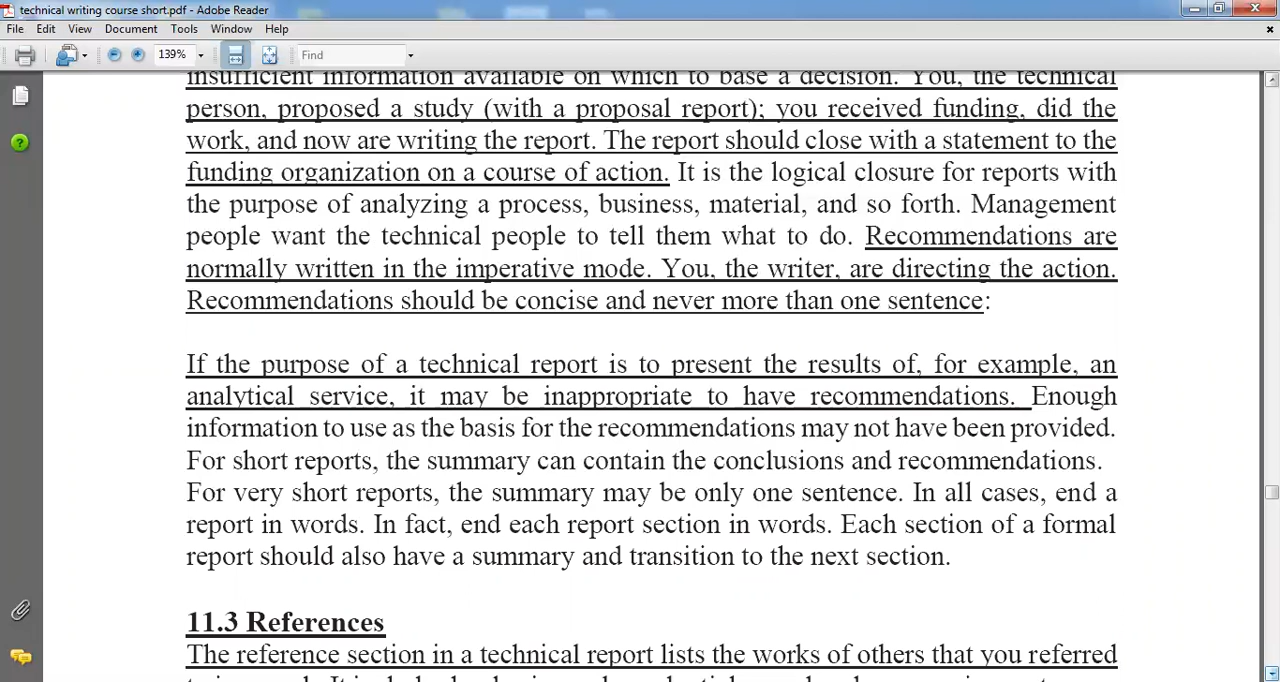 technical writing course short.pdf - Adobe Reader
File Edit View Document Tools Window Help
139% Find
insufficient information available on which to base a decision. You, the technical
person, proposed a study (with a proposal report); you received funding, did the
work, and now are writing the report. The report should close with a statement to the
funding organization on a course of action. It is the logical closure for reports with
the purpose of analyzing a process, business, material, and so forth. Management
people want the technical people to tell them what to do. Recommendations are
normally written in the imperative mode. You, the writer, are directing the action.
Recommendations should be concise and never more than one sentence:
If the purpose of a technical report is to present the results of, for example, an
analytical service, it may be inappropriate to have recommendations. Enough
information to use as the basis for the recommendations may not have been provided.
For short reports, the summary can contain the conclusions and recommendations.
For very short reports, the summary may be only one sentence. In all cases, end a
report in words. In fact, end each report section in words. Each section of a formal
report should also have a summary and transition to the next section.
11.3 References
The reference section in a technical report lists the works of others that you referred